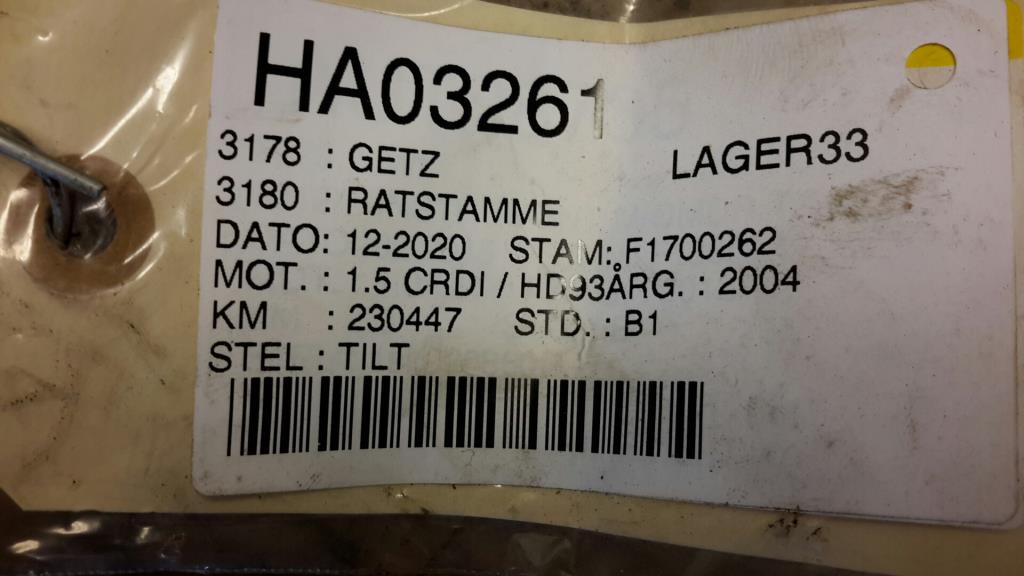 HA03261
3178 : GETZ LAGER33
3180 : RATSTAMME
DATO: 12-2020 STAM: F1700262
MOT. : 1.5 CRDI / HD93ÅRG. : 2004
KM : 230447 STD. : B1
STEL : TILT